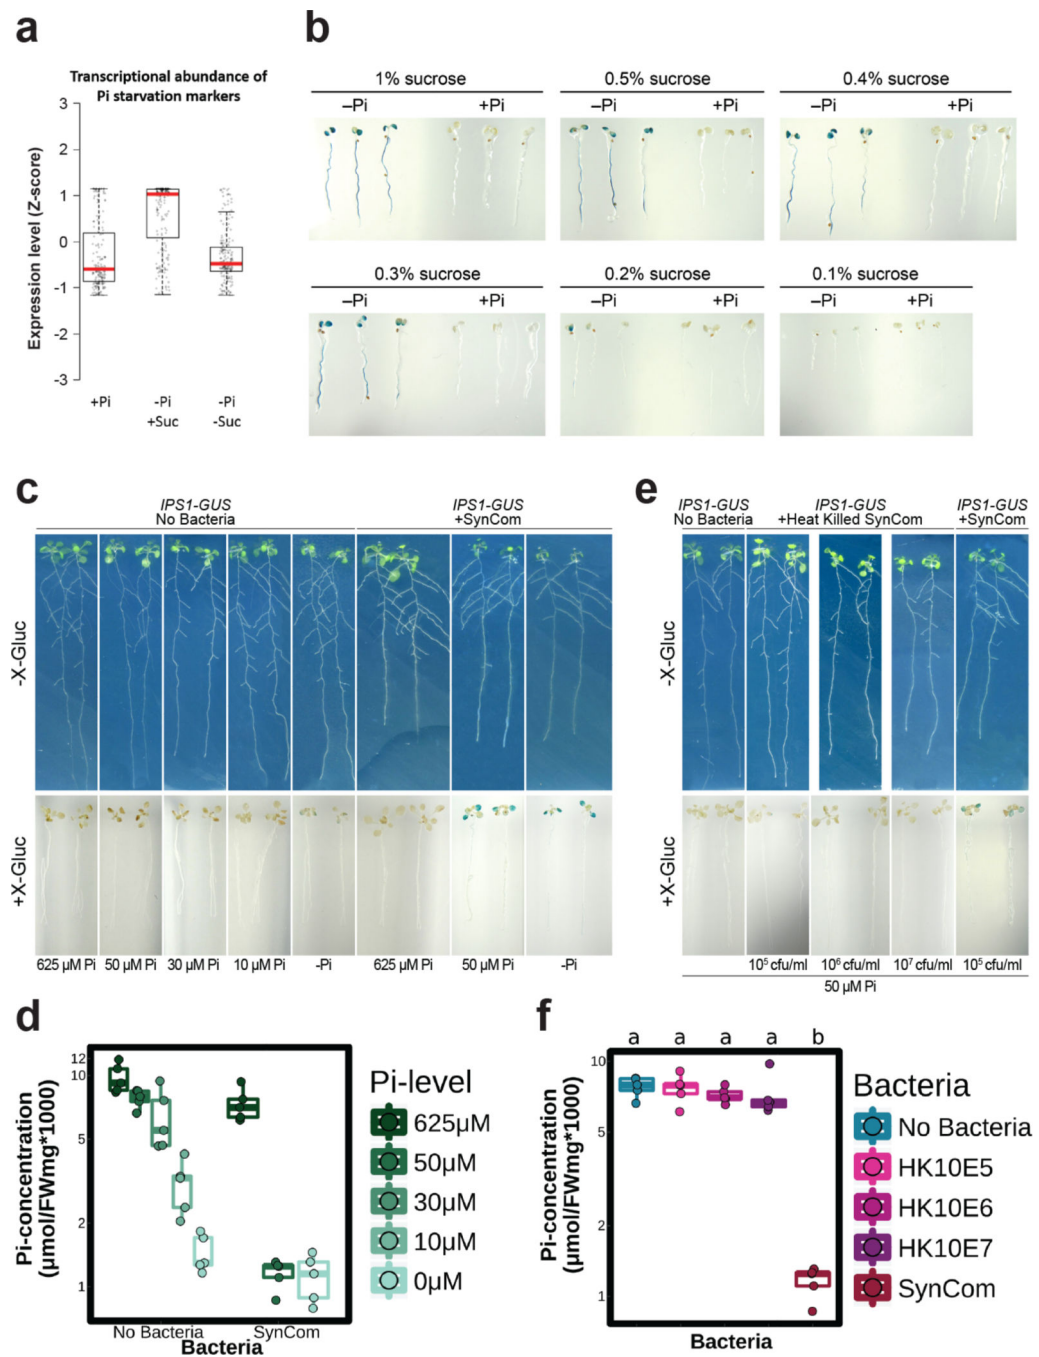 a
Transcriptional abundance of
Pi starvation markers
Expression level (Z-score)
3
2
1
0
-1
-2
-3
+Pi
-Pi
+Suc
-Pi
-Suc
b
1% sucrose
0.5% sucrose
0.4% sucrose
–Pi
+Pi
–Pi
+Pi
–Pi
+Pi
0.3% sucrose
0.2% sucrose
0.1% sucrose
–Pi
+Pi
–Pi
+Pi
–Pi
+Pi
c
IPS1-GUS
No Bacteria
IPS1-GUS
+SynCom
-X-Gluc
+X-Gluc
625 µM Pi
50 µM Pi
30 µM Pi
10 µM Pi
-Pi
625 µM Pi
50 µM Pi
-Pi
e
IPS1-GUS
No Bacteria
IPS1-GUS
+Heat Killed SynCom
IPS1-GUS
+SynCom
-X-Gluc
+X-Gluc
10⁵ cfu/ml
10⁶ cfu/ml
10⁷ cfu/ml
10⁵ cfu/ml
50 µM Pi
d
Pi-concentration
(µmol/FWmg*1000)
12
10
5
2
1
No Bacteria
SynCom
Bacteria
Pi-level
625µM
50µM
30µM
10µM
0µM
f
a
a
a
a
b
Pi-concentration
(µmol/FWmg*1000)
10
5
2
1
Bacteria
Bacteria
No Bacteria
HK10E5
HK10E6
HK10E7
SynCom